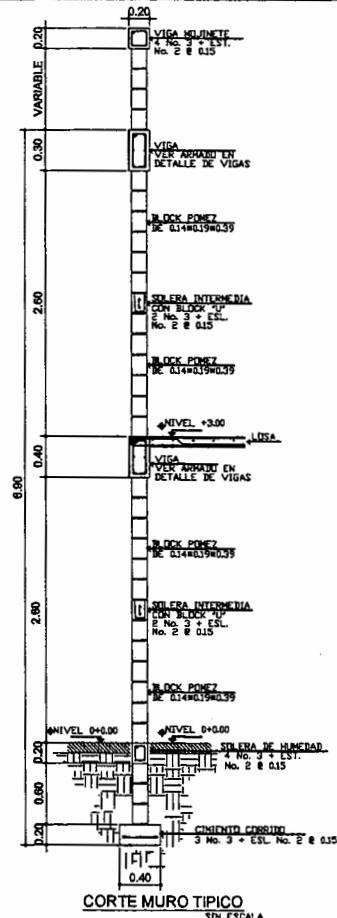 0.20
0.20
VIGA MOJINETE
4 No. 3 + EST.
No. 2 @ 0.15
VARIABLE
0.30
VIGA
VER ARMADO EN
DETALLE DE VIGAS
BLOCK POMEZ
DE 0.14*0.19*0.39
2.60
SOLERA INTERMEDIA
CON BLOCK "U"
2 No. 3 + ESL.
No. 2 @ 0.15
BLOCK POMEZ
DE 0.14*0.19*0.39
NIVEL +3.00
LOSA
0.40
VIGA
VER ARMADO EN
DETALLE DE VIGAS
6.90
BLOCK POMEZ
DE 0.14*0.19*0.39
2.60
SOLERA INTERMEDIA
CON BLOCK "U"
2 No. 3 + ESL.
No. 2 @ 0.15
BLOCK POMEZ
DE 0.14*0.19*0.39
NIVEL 0+0.00
NIVEL 0+0.00
0.20
SOLERA DE HUMEDAD
4 No. 3 + EST.
No. 2 @ 0.15
0.60
0.20
CIMIENTO CORRIDO
3 No. 3 + ESL. No. 2 @ 0.15
0.40
CORTE MURO TIPICO
SIN ESCALA